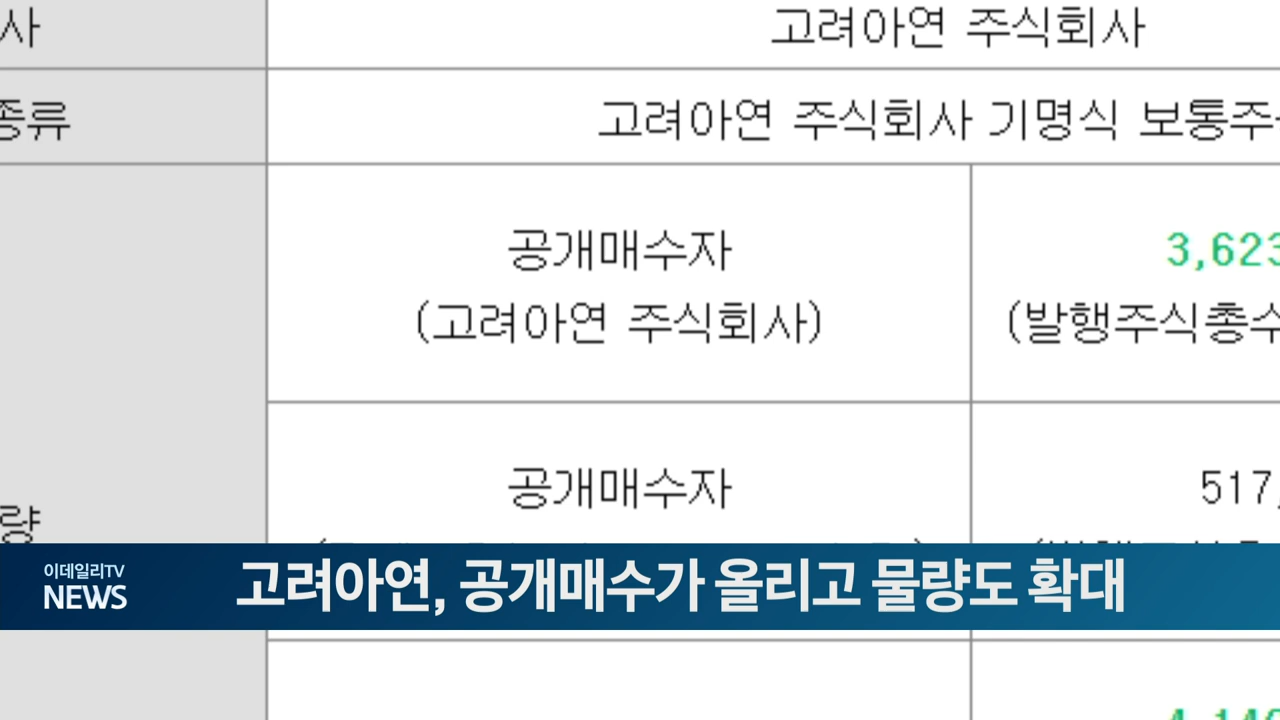 사
고려아연 주식회사
종류
고려아연 주식회사 기명식 보통주
공개매수자
(고려아연 주식회사)
3,623
(발행주식총수
공개매수자
517,
량
이데일리TV
NEWS
고려아연, 공개매수가 올리고 물량도 확대